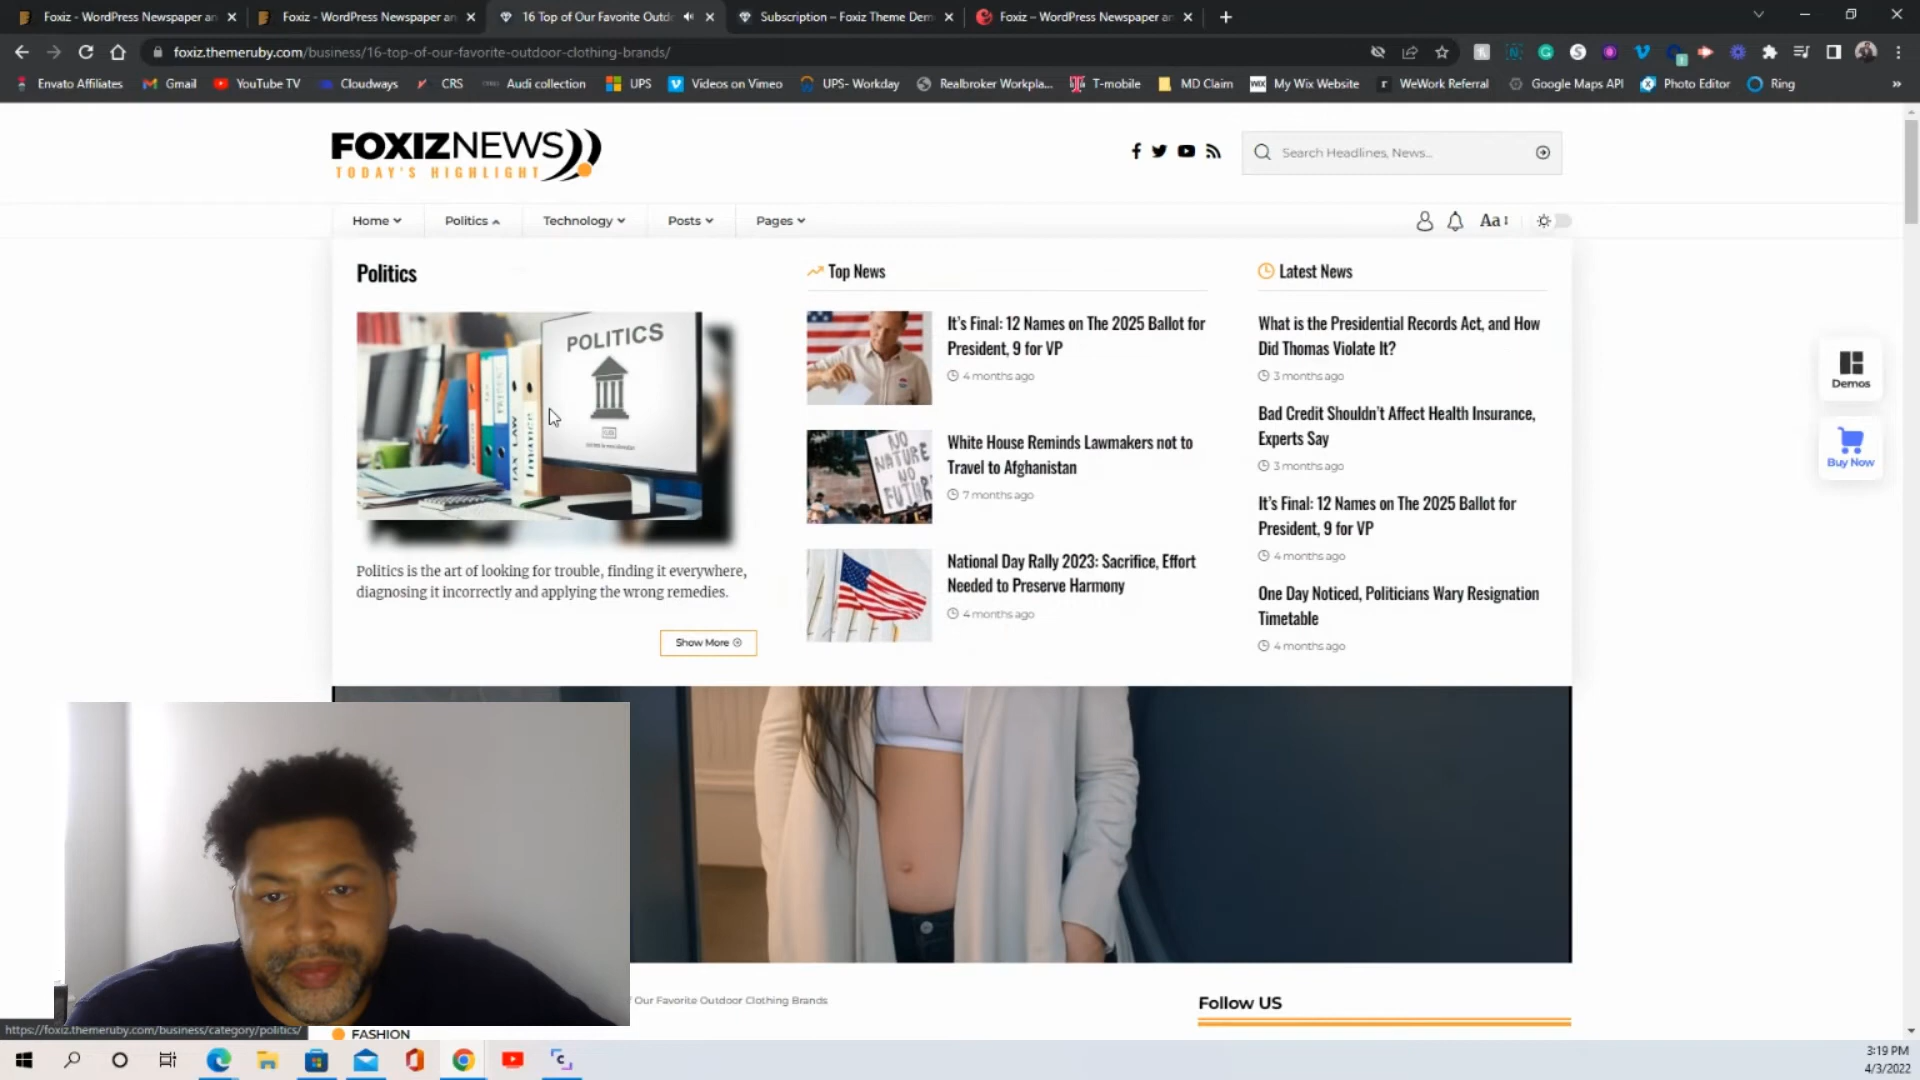 Foxiz - WordPress Newspaper an
Foxiz - WordPress Newspaper an
16 Top of Our Favorite Outd
Subscription – Foxiz Theme Dem
Foxiz – WordPress Newspaper an
foxiz.themeruby.com/business/16-top-of-our-favorite-outdoor-clothing-brands/
Envato Affiliates
Gmail
YouTube TV
Cloudways
CRS
Audi collection
UPS
Videos on Vimeo
UPS- Workday
Realbroker Workpla...
T-mobile
MD Claim
My Wix Website
WeWork Referral
Google Maps API
Photo Editor
Ring
»
FOXIZNEWS
TODAY'S HIGHLIGHT
Search Headlines, News...
Home
Politics
Technology
Posts
Pages
Aa
Politics
POLITICS
TAX LAW
Finance
Politics is the art of looking for trouble, finding it everywhere,
diagnosing it incorrectly and applying the wrong remedies.
Show More
Top News
It's Final: 12 Names on The 2025 Ballot for
President, 9 for VP
4 months ago
NO
NATURE
NO
FUTUR
White House Reminds Lawmakers not to
Travel to Afghanistan
7 months ago
National Day Rally 2023: Sacrifice, Effort
Needed to Preserve Harmony
4 months ago
Latest News
What is the Presidential Records Act, and How
Did Thomas Violate It?
3 months ago
Bad Credit Shouldn't Affect Health Insurance,
Experts Say
3 months ago
It's Final: 12 Names on The 2025 Ballot for
President, 9 for VP
4 months ago
One Day Noticed, Politicians Wary Resignation
Timetable
4 months ago
Demos
Buy Now
Our Favorite Outdoor Clothing Brands
Follow US
FASHION
https://foxiz.themeruby.com/business/category/politics/
3:19 PM
4/3/2022